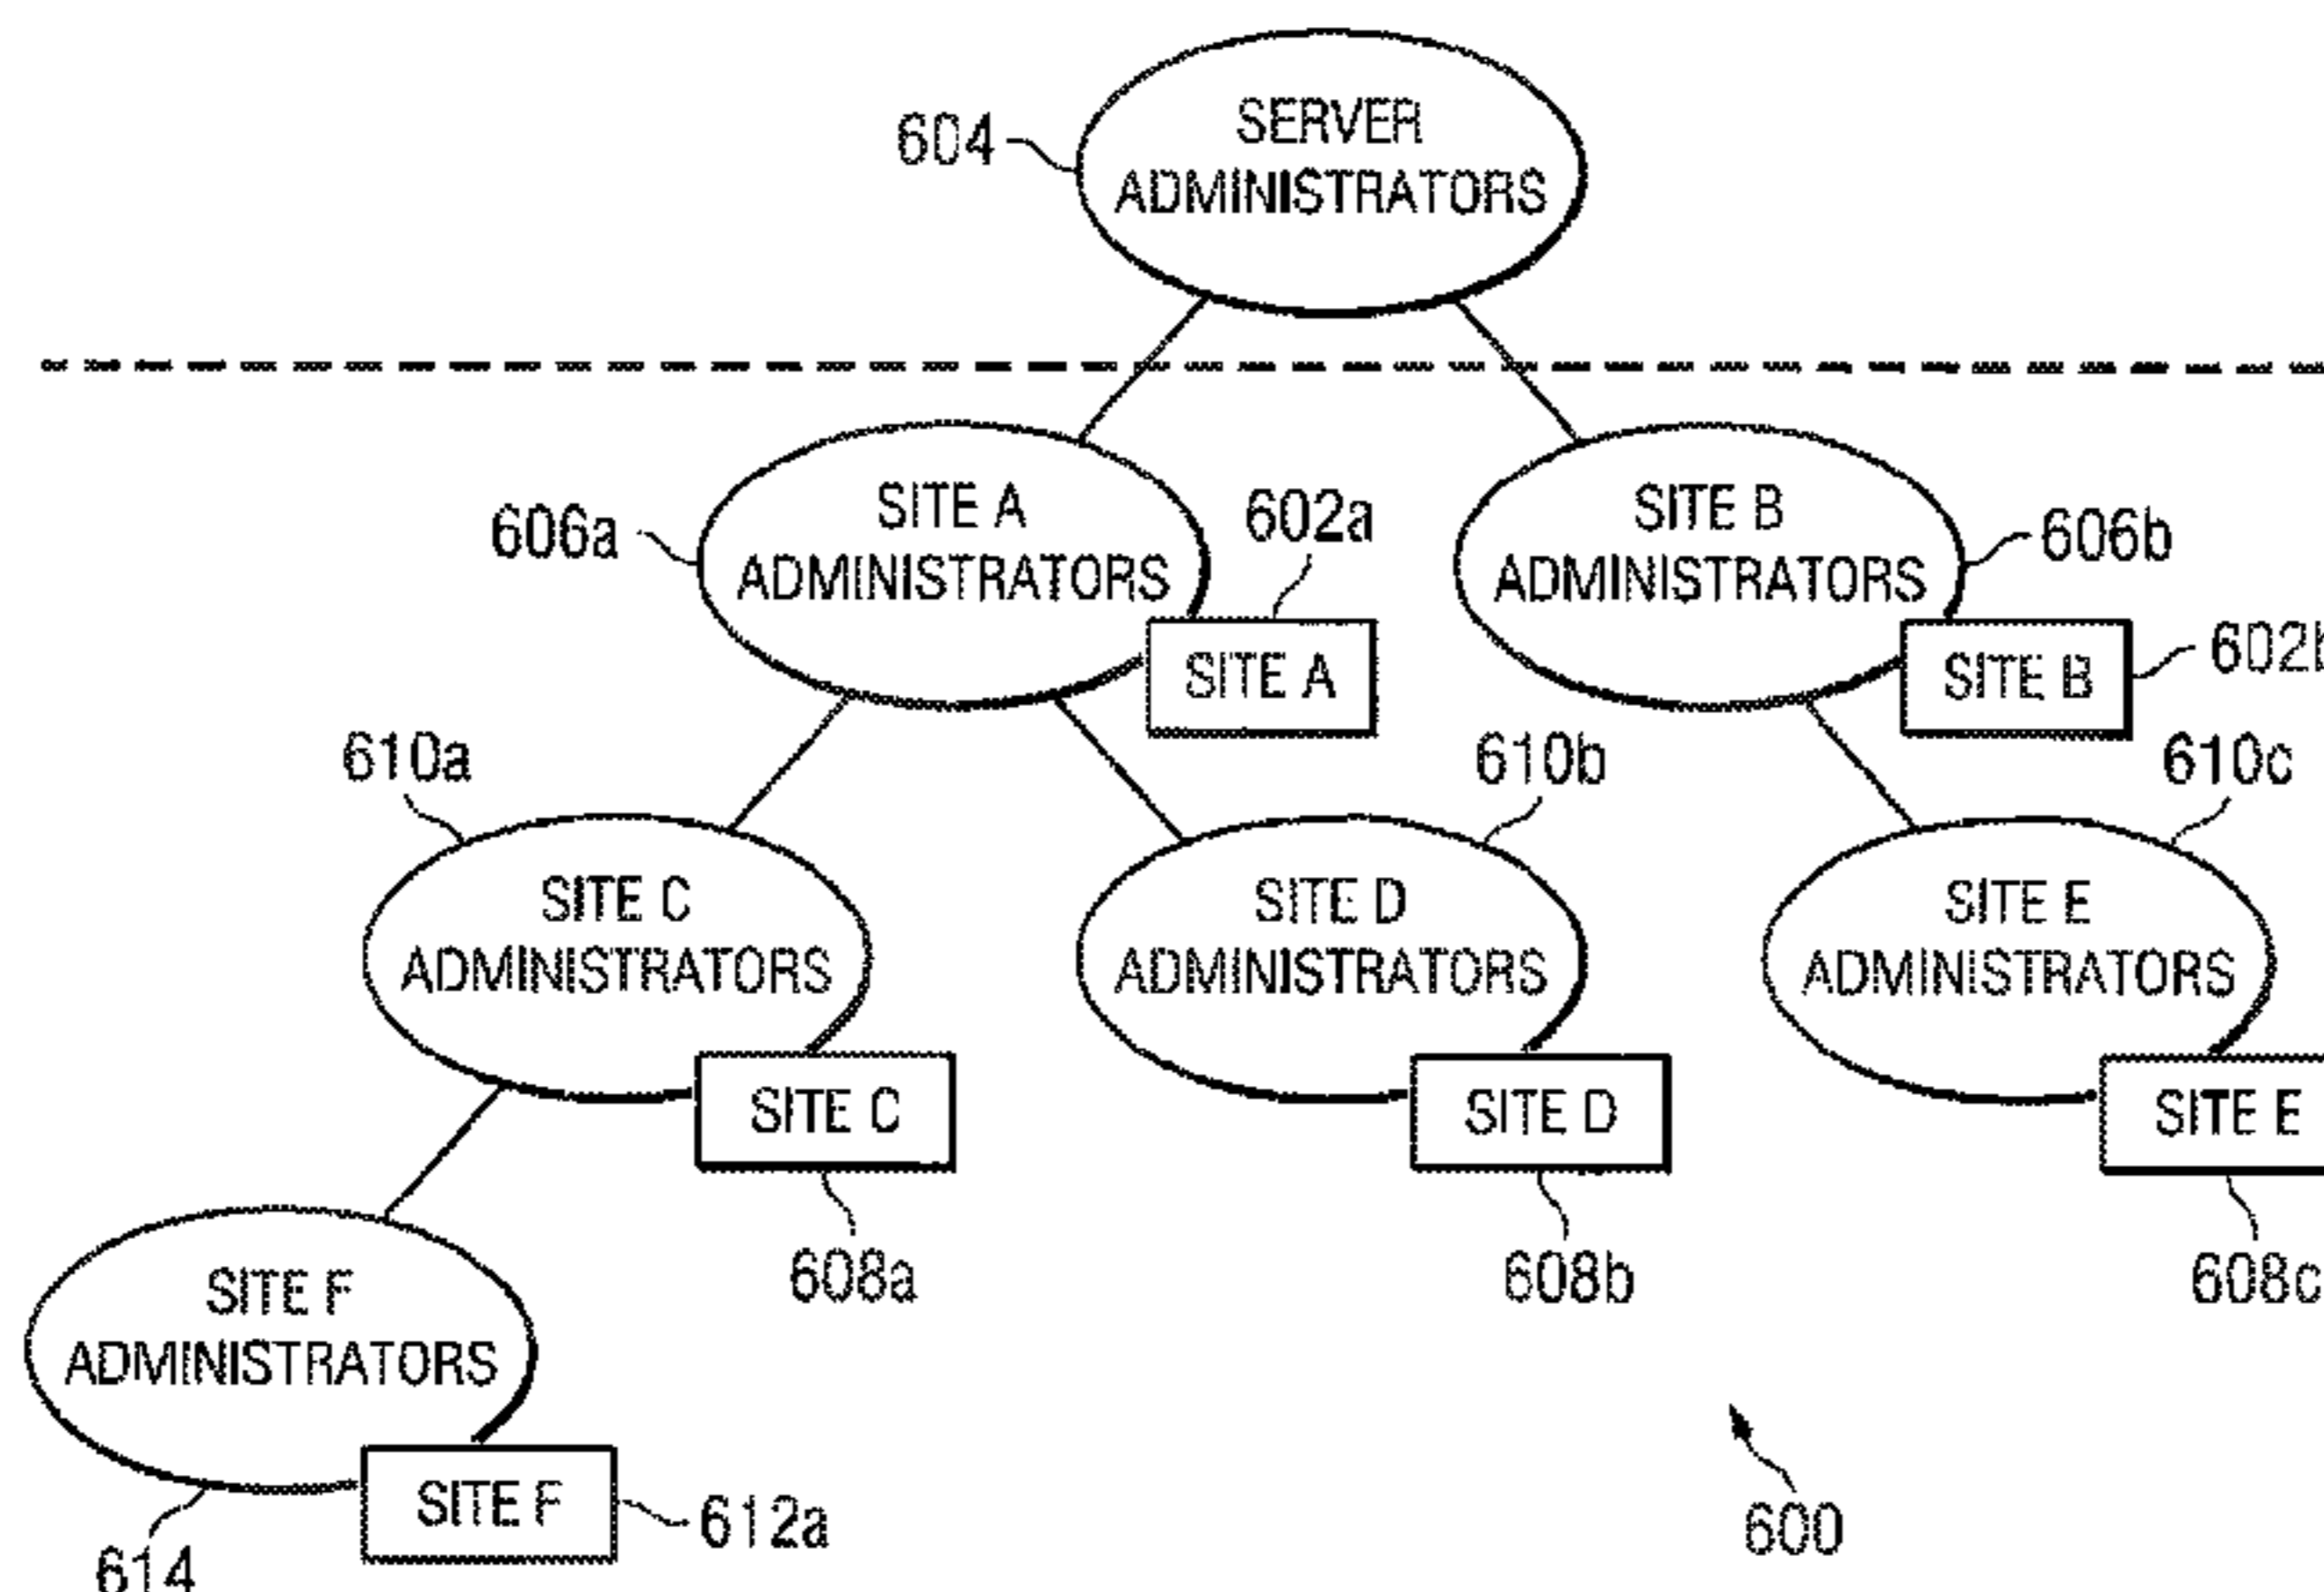 604
SERVER
ADMINISTRATORS
606a
SITE A
ADMINISTRATORS
602a
SITE A
SITE B
ADMINISTRATORS
606b
SITE B
602b
610a
SITE C
ADMINISTRATORS
SITE C
608a
610b
SITE D
ADMINISTRATORS
SITE D
608b
610c
SITE E
ADMINISTRATORS
SITE E
608c
SITE F
ADMINISTRATORS
SITE F
612a
614
600